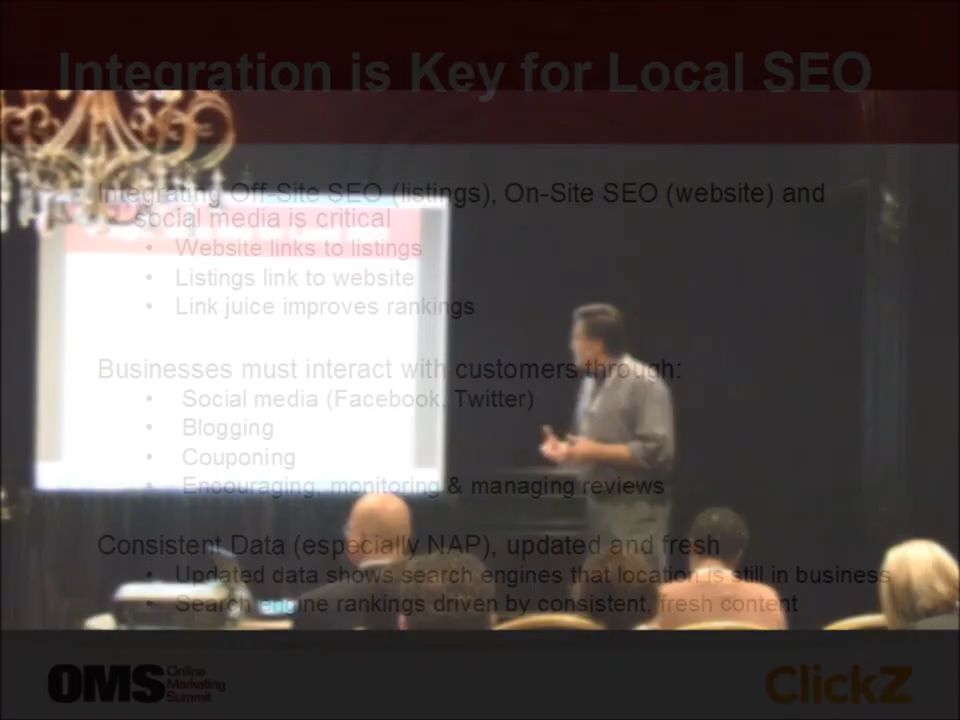 Integration is Key for Local SEO
Integrating Off-Site SEO (listings), On-Site SEO (website) and
social media is critical
• Website links to listings
• Listings link to website
• Link juice improves rankings
Businesses must interact with customers through:
• Social media (Facebook, Twitter)
• Blogging
• Couponing
• Encouraging, monitoring & managing reviews
Consistent Data (especially NAP), updated and fresh
• Updated data shows search engines that location is still in business
• Search engine rankings driven by consistent, fresh content
OMS Online
Marketing
Summit
ClickZ